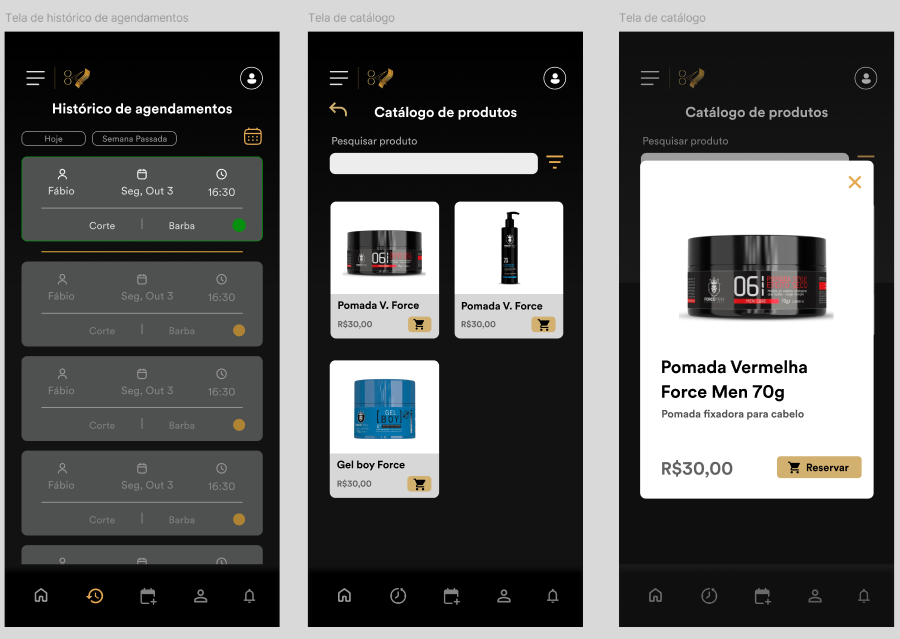 Tela de histórico de agendamentos
Histórico de agendamentos
Hoje
Semana Passada
Fábio
Seg, Out 3
16:30
Corte
Barba
Fábio
Seg, Out 3
16:30
Corte
Barba
Fábio
Seg, Out 3
16:30
Corte
Barba
Fábio
Seg, Out 3
16:30
Corte
Barba
Tela de catálogo
Catálogo de produtos
Pesquisar produto
06
Pomada V. Force
R$30,00
Pomada V. Force
R$30,00
GEL
BOY
Gel boy Force
R$30,00
Tela de catálogo
Catálogo de produtos
Pesquisar produto
06
Pomada Vermelha
Force Men 70g
Pomada fixadora para cabelo
R$30,00
Reservar